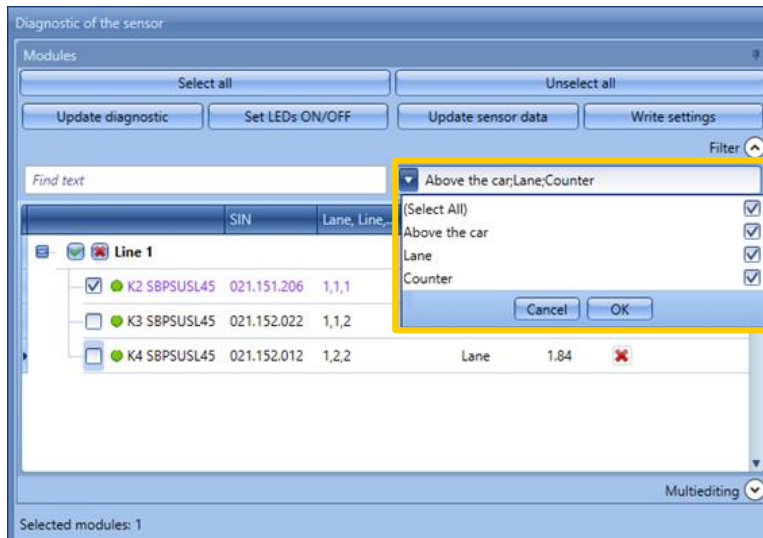 Diagnostic of the sensor
Modules
Select all Unselect all
Update diagnostic Set LEDs ON/OFF Update sensor data Write settings
Filter
Find text Above the car;Lane;Counter
SIN Lane, Line,...
(Select All)
Above the car
Lane
Counter
Cancel OK
Line 1
K2 SBPSUSL45 021.151.206 1,1,1
K3 SBPSUSL45 021.152.022 1,1,2
K4 SBPSUSL45 021.152.012 1,2,2 Lane 1.84
Multiediting
Selected modules: 1